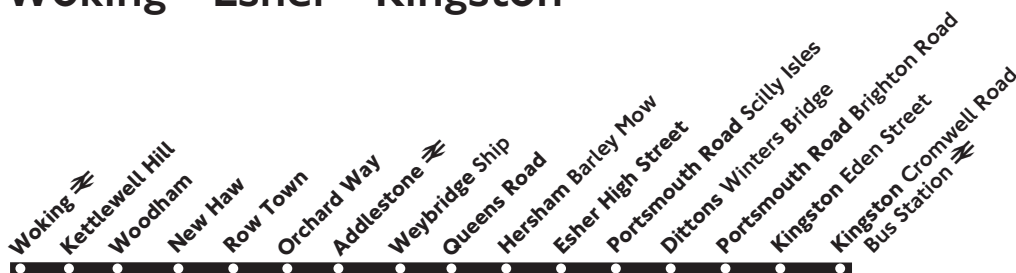 Woking – Esher – Kingston
Woking
Kettlewell Hill
Woodham
New Haw
Row Town
Orchard Way
Addlestone
Weybridge Ship
Queens Road
Hersham Barley Mow
Esher High Street
Portsmouth Road Scilly Isles
Dittons Winters Bridge
Portsmouth Road Brighton Road
Kingston Eden Street
Kingston Cromwell Road
Bus Station